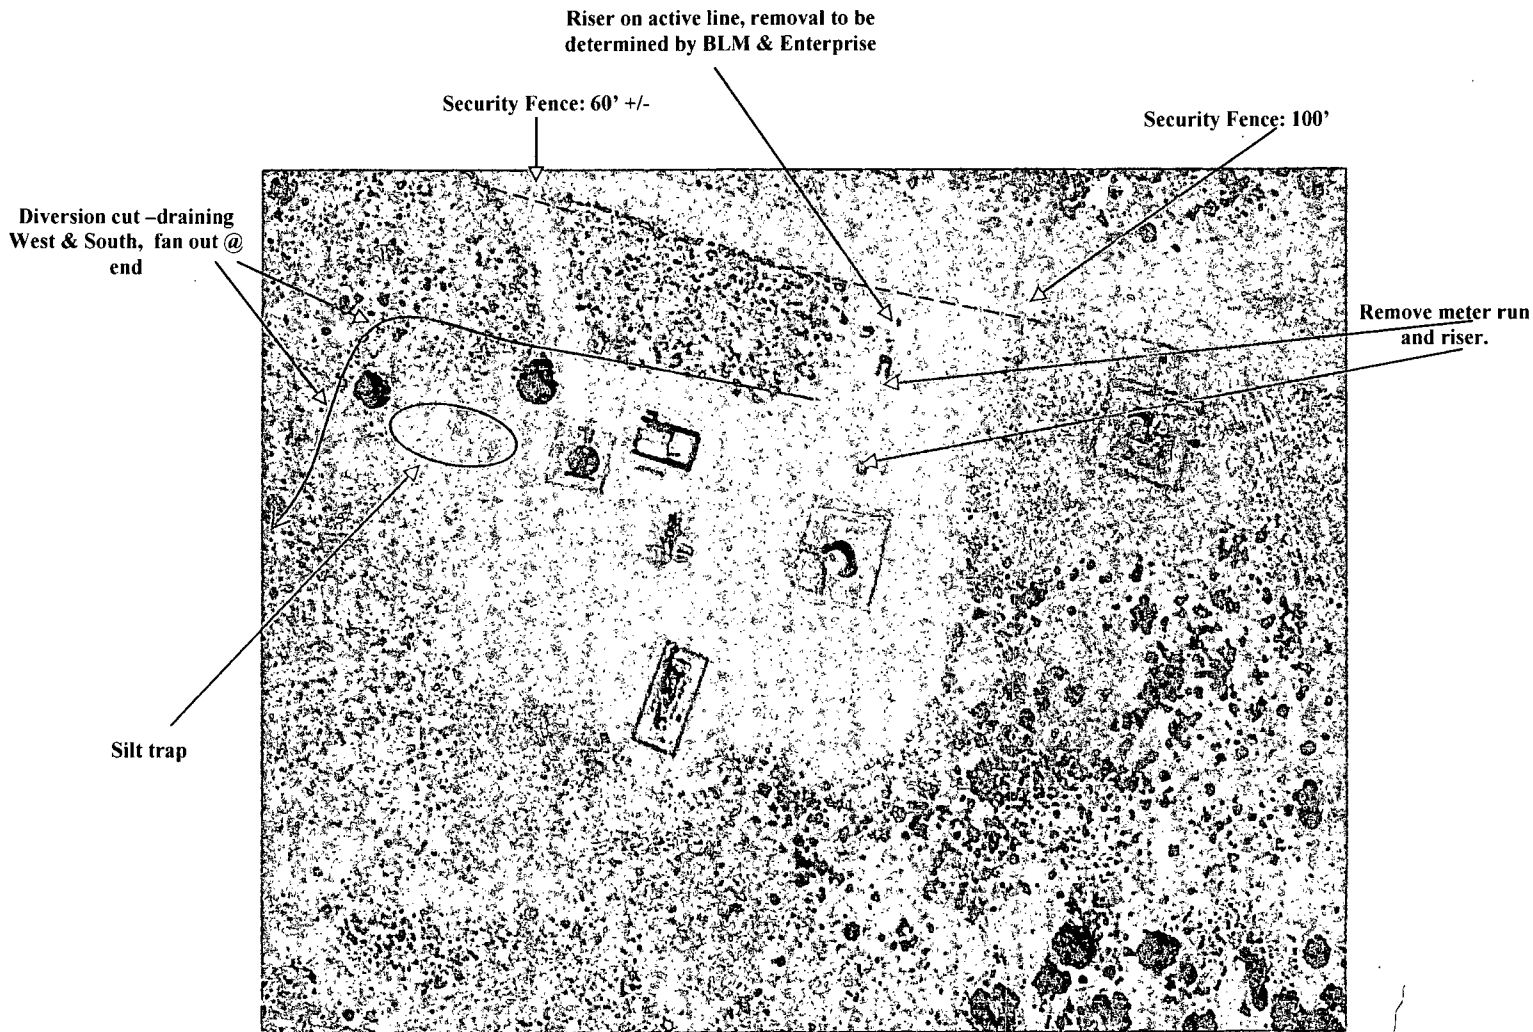 Riser on active line, removal to be
determined by BLM & Enterprise
Security Fence: 60' +/-
Security Fence: 100'
Diversion cut –draining
West & South, fan out @
end
Remove meter run
and riser.
Silt trap